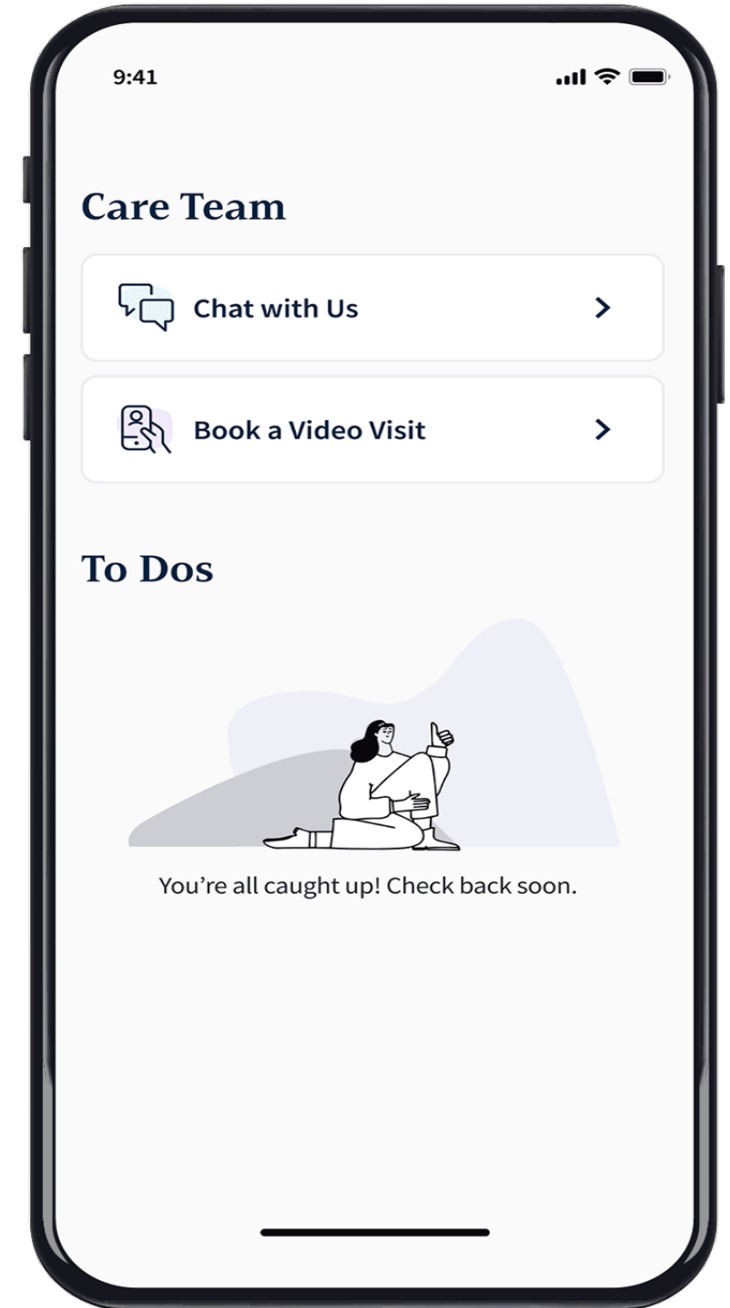 9:41
Care Team
Chat with Us
Book a Video Visit
To Dos
You’re all caught up! Check back soon.